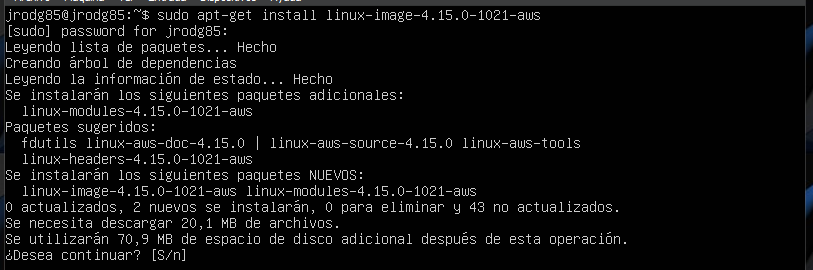 jrodg85@jrodg85:~$ sudo apt-get install linux-image-4.15.0-1021-aws
[sudo] password for jrodg85:
Leyendo lista de paquetes... Hecho
Creando árbol de dependencias
Leyendo la información de estado... Hecho
Se instalarán los siguientes paquetes adicionales:
  linux-modules-4.15.0-1021-aws
Paquetes sugeridos:
  fdutils linux-aws-doc-4.15.0 | linux-aws-source-4.15.0 linux-aws-tools
  linux-headers-4.15.0-1021-aws
Se instalarán los siguientes paquetes NUEVOS:
  linux-image-4.15.0-1021-aws linux-modules-4.15.0-1021-aws
0 actualizados, 2 nuevos se instalarán, 0 para eliminar y 43 no actualizados.
Se necesita descargar 20,1 MB de archivos.
Se utilizarán 70,9 MB de espacio de disco adicional después de esta operación.
¿Desea continuar? [S/n]